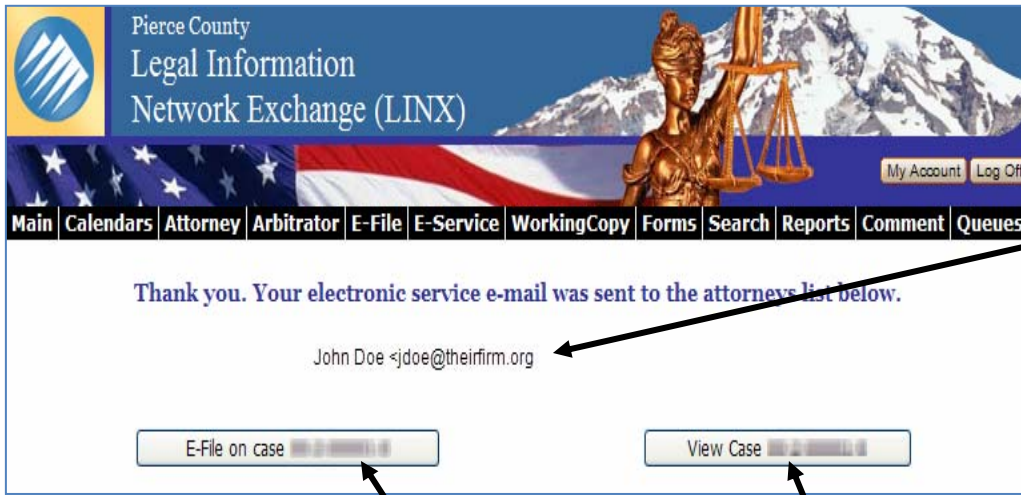 Pierce County
Legal Information
Network Exchange (LINX)
My Account Log Off
Main Calendars Attorney Arbitrator E-File E-Service WorkingCopy Forms Search Reports Comment Queues
Thank you. Your electronic service e-mail was sent to the attorneys list below.
John Doe <jdoe@theirfirm.org
E-File on case
View Case